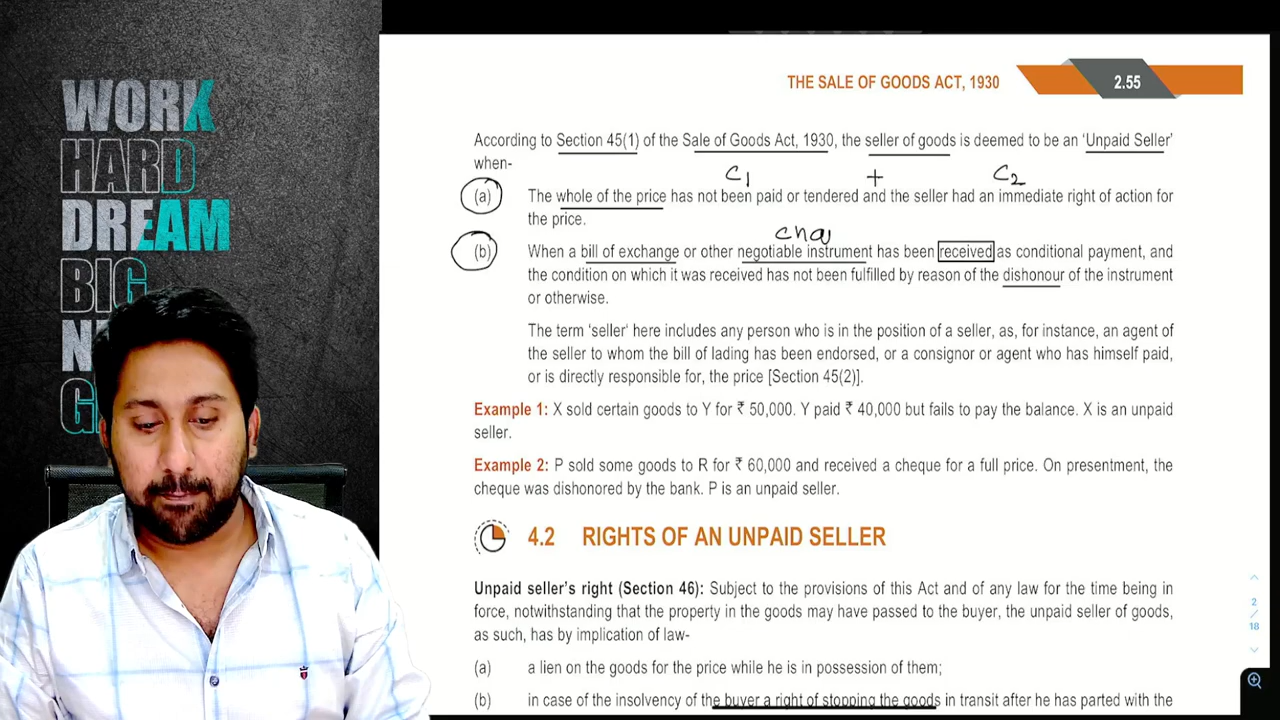 WORK
HARD
DREAM
BIG
THE SALE OF GOODS ACT, 1930
2.55
According to Section 45(1) of the Sale of Goods Act, 1930, the seller of goods is deemed to be an ‘Unpaid Seller’
when-
C1 + C2
(a) The whole of the price has not been paid or tendered and the seller had an immediate right of action for
the price.
(b) When a bill of exchange or other negotiable instrument has been received as conditional payment, and
the condition on which it was received has not been fulfilled by reason of the dishonour of the instrument
or otherwise.
The term ‘seller‘ here includes any person who is in the position of a seller, as, for instance, an agent of
the seller to whom the bill of lading has been endorsed, or a consignor or agent who has himself paid,
or is directly responsible for, the price [Section 45(2)].
Example 1: X sold certain goods to Y for ₹ 50,000. Y paid ₹ 40,000 but fails to pay the balance. X is an unpaid
seller.
Example 2: P sold some goods to R for ₹ 60,000 and received a cheque for a full price. On presentment, the
cheque was dishonored by the bank. P is an unpaid seller.
4.2 RIGHTS OF AN UNPAID SELLER
Unpaid seller’s right (Section 46): Subject to the provisions of this Act and of any law for the time being in
force, notwithstanding that the property in the goods may have passed to the buyer, the unpaid seller of goods,
as such, has by implication of law-
(a) a lien on the goods for the price while he is in possession of them;
(b) in case of the insolvency of the buyer a right of stopping the goods in transit after he has parted with the
2
/
18